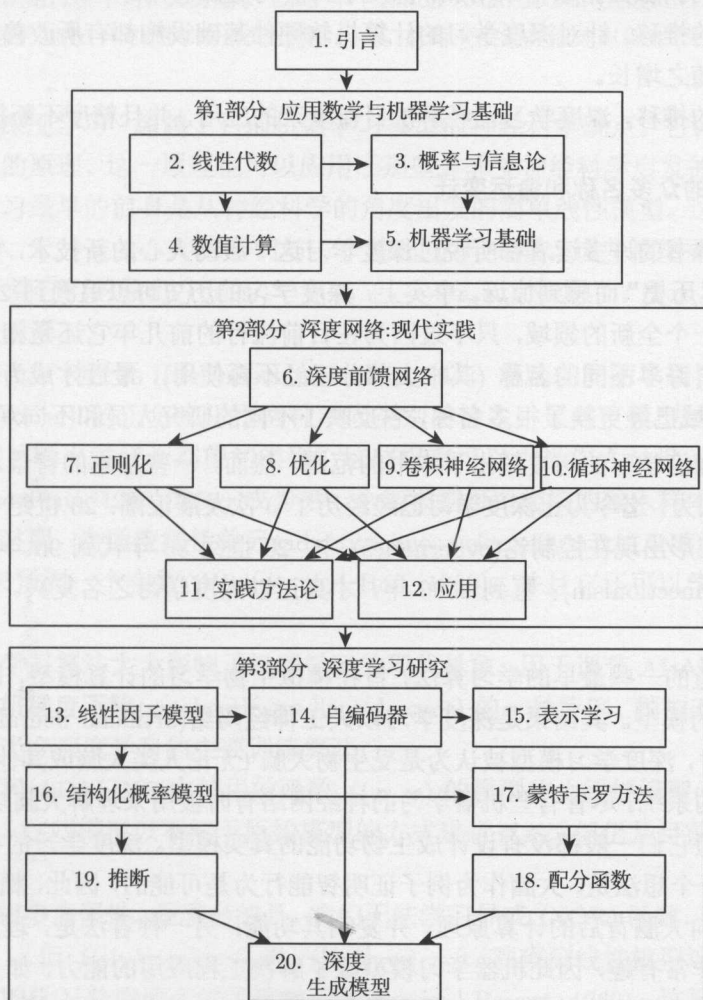 1. 引言
第1部分 应用数学与机器学习基础
2. 线性代数
3. 概率与信息论
4. 数值计算
5. 机器学习基础
第2部分 深度网络:现代实践
6. 深度前馈网络
7. 正则化
8. 优化
9.卷积神经网络
10.循环神经网络
11. 实践方法论
12. 应用
第3部分 深度学习研究
13. 线性因子模型
14. 自编码器
15. 表示学习
16. 结构化概率模型
17. 蒙特卡罗方法
19. 推断
18. 配分函数
20. 深度
生成模型